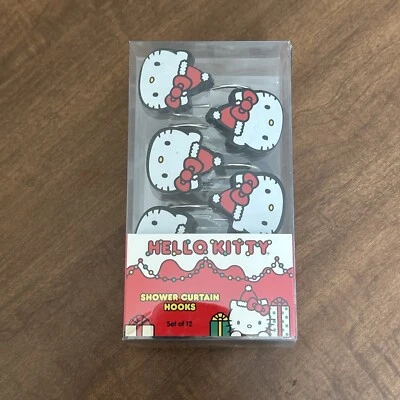 HELLO KITTY
SHOWER CURTAIN
HOOKS
Set of 12